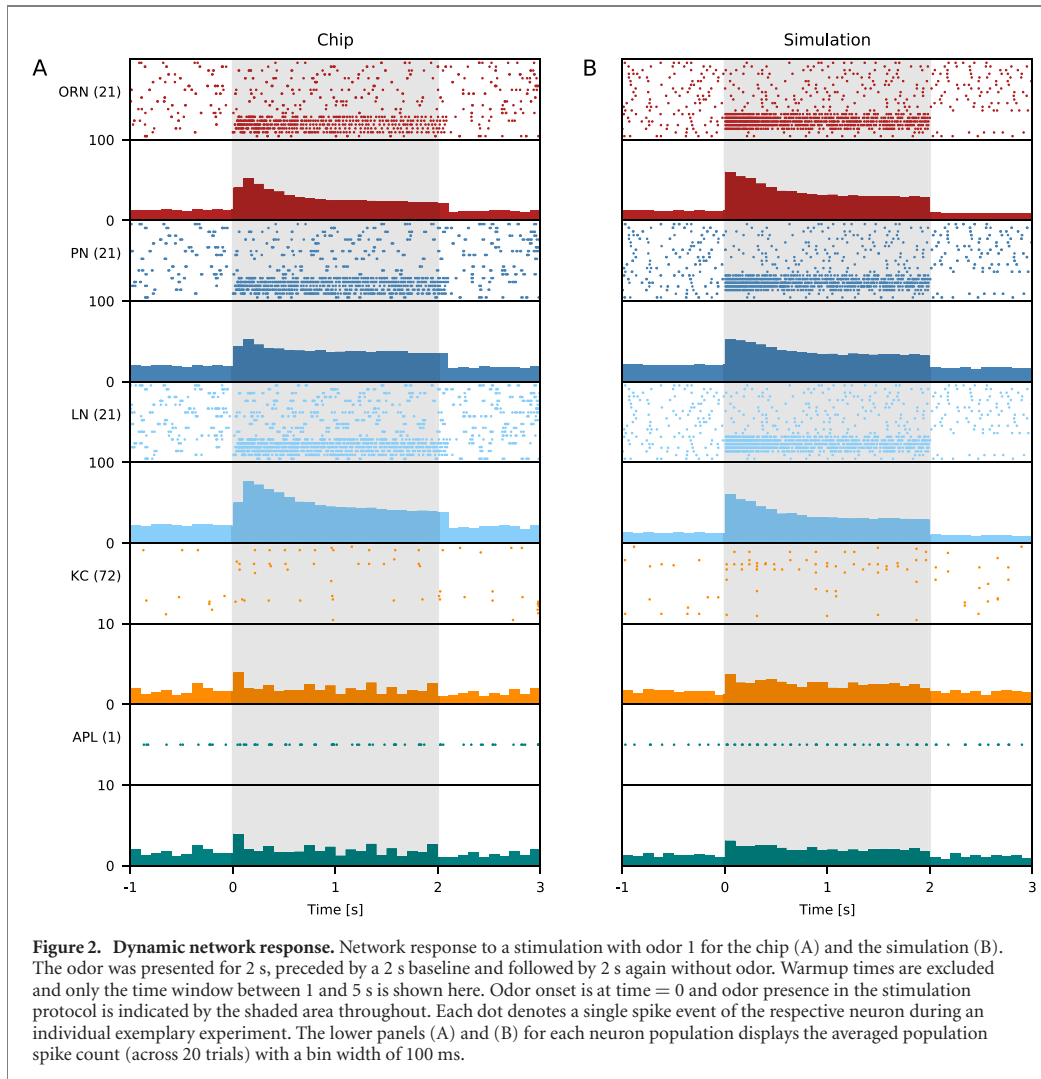 Chip
Simulation
A
B
ORN (21)
100
0
PN (21)
100
0
LN (21)
100
0
KC (72)
10
0
APL (1)
10
0
-1 0 1 2 3
-1 0 1 2 3
Time [s]
Time [s]
Figure 2. Dynamic network response. Network response to a stimulation with odor 1 for the chip (A) and the simulation (B).
The odor was presented for 2 s, preceded by a 2 s baseline and followed by 2 s again without odor. Warmup times are excluded
and only the time window between 1 and 5 s is shown here. Odor onset is at time = 0 and odor presence in the stimulation
protocol is indicated by the shaded area throughout. Each dot denotes a single spike event of the respective neuron during an
individual exemplary experiment. The lower panels (A) and (B) for each neuron population displays the averaged population
spike count (across 20 trials) with a bin width of 100 ms.